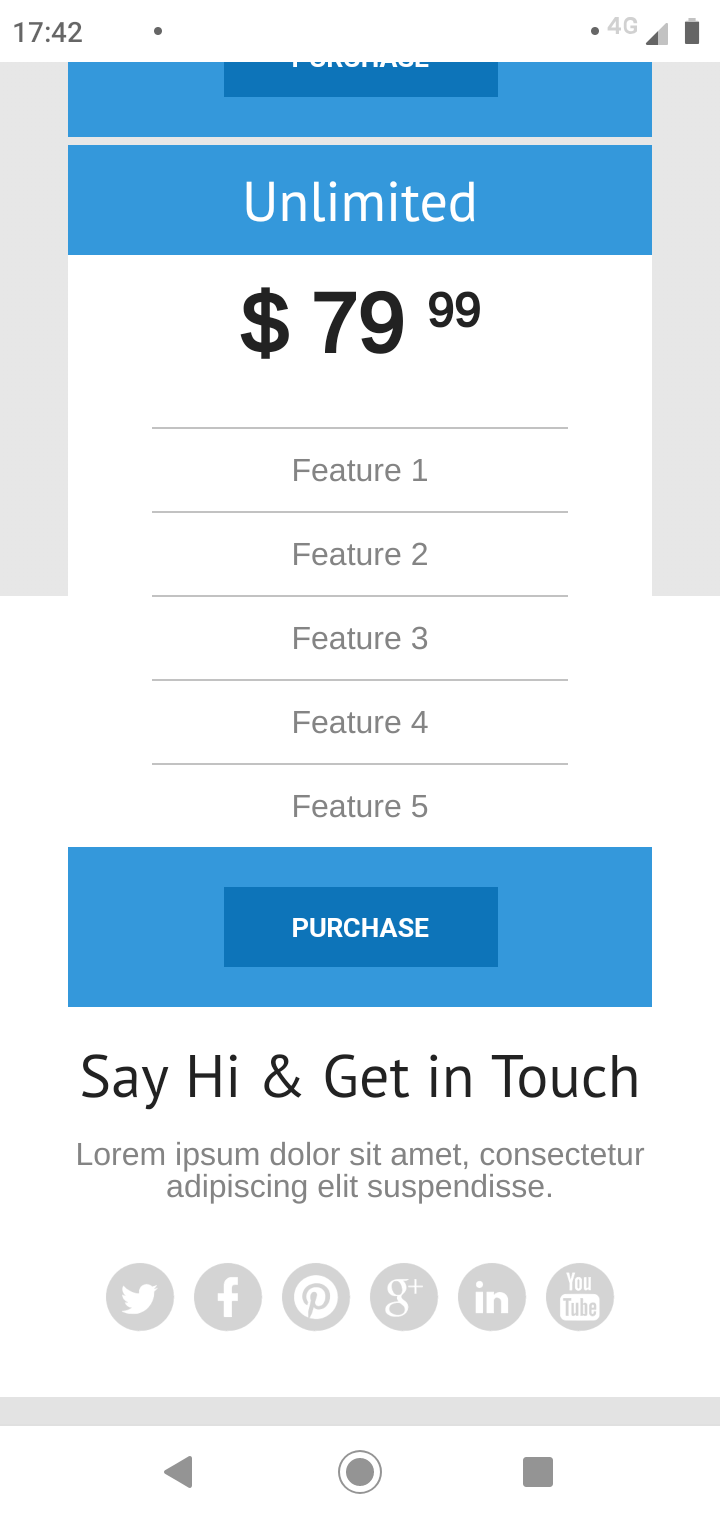 17:42
4G
PURCHASE
Unlimited
$ 79 99
Feature 1
Feature 2
Feature 3
Feature 4
Feature 5
PURCHASE
Say Hi & Get in Touch
Lorem ipsum dolor sit amet, consectetur
adipiscing elit suspendisse.
f g+ in You Tube